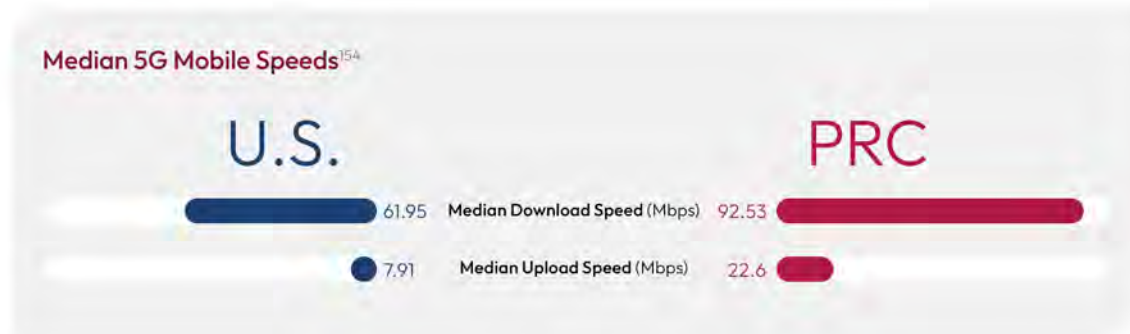 Median 5G Mobile Speeds154
U.S. PRC
61.95 Median Download Speed (Mbps) 92.53
7.91 Median Upload Speed (Mbps) 22.6